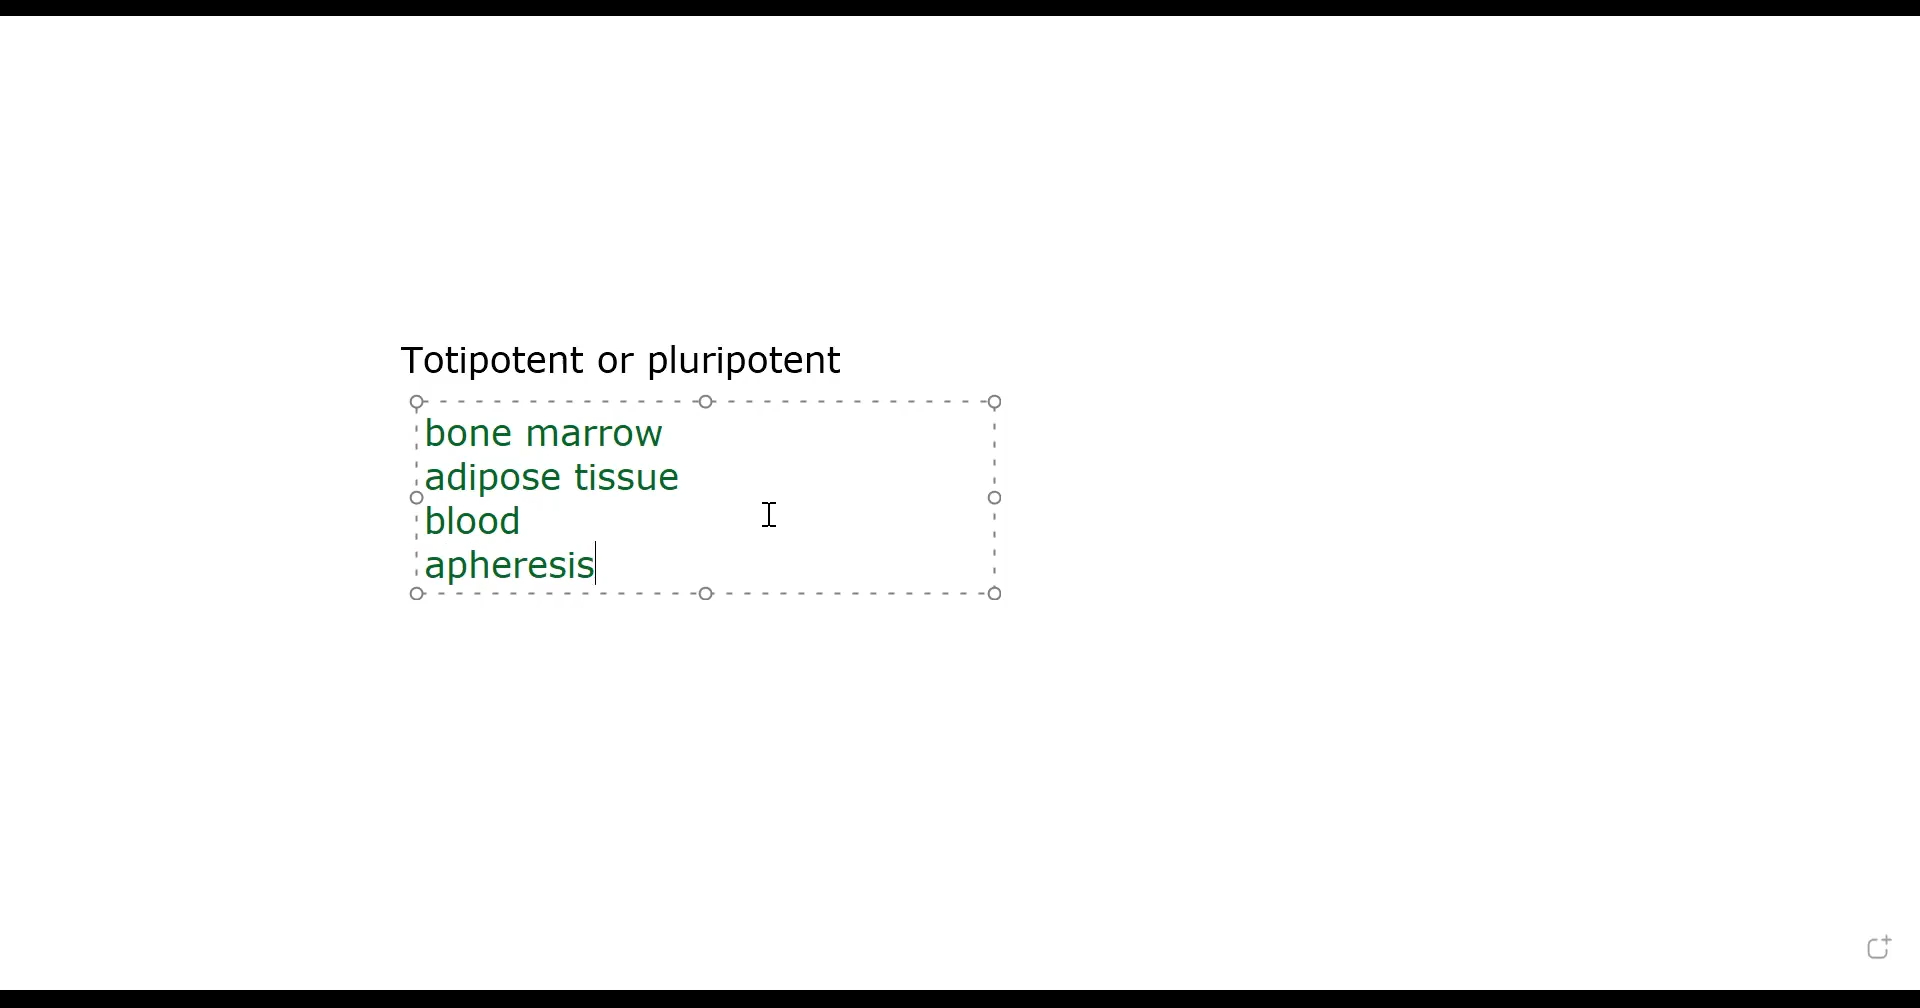 Totipotent or pluripotent
bone marrow
adipose tissue
blood
apheresis